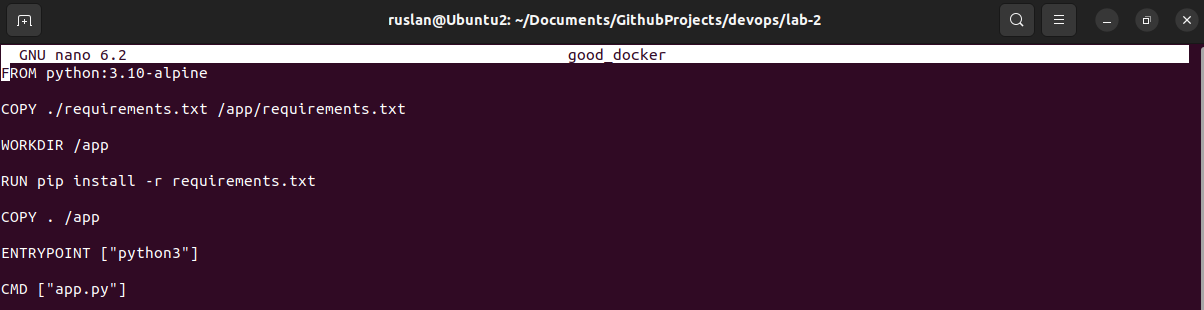 ruslan@Ubuntu2: ~/Documents/GithubProjects/devops/lab-2
GNU nano 6.2 good_docker
FROM python:3.10-alpine
COPY ./requirements.txt /app/requirements.txt
WORKDIR /app
RUN pip install -r requirements.txt
COPY . /app
ENTRYPOINT ["python3"]
CMD ["app.py"]